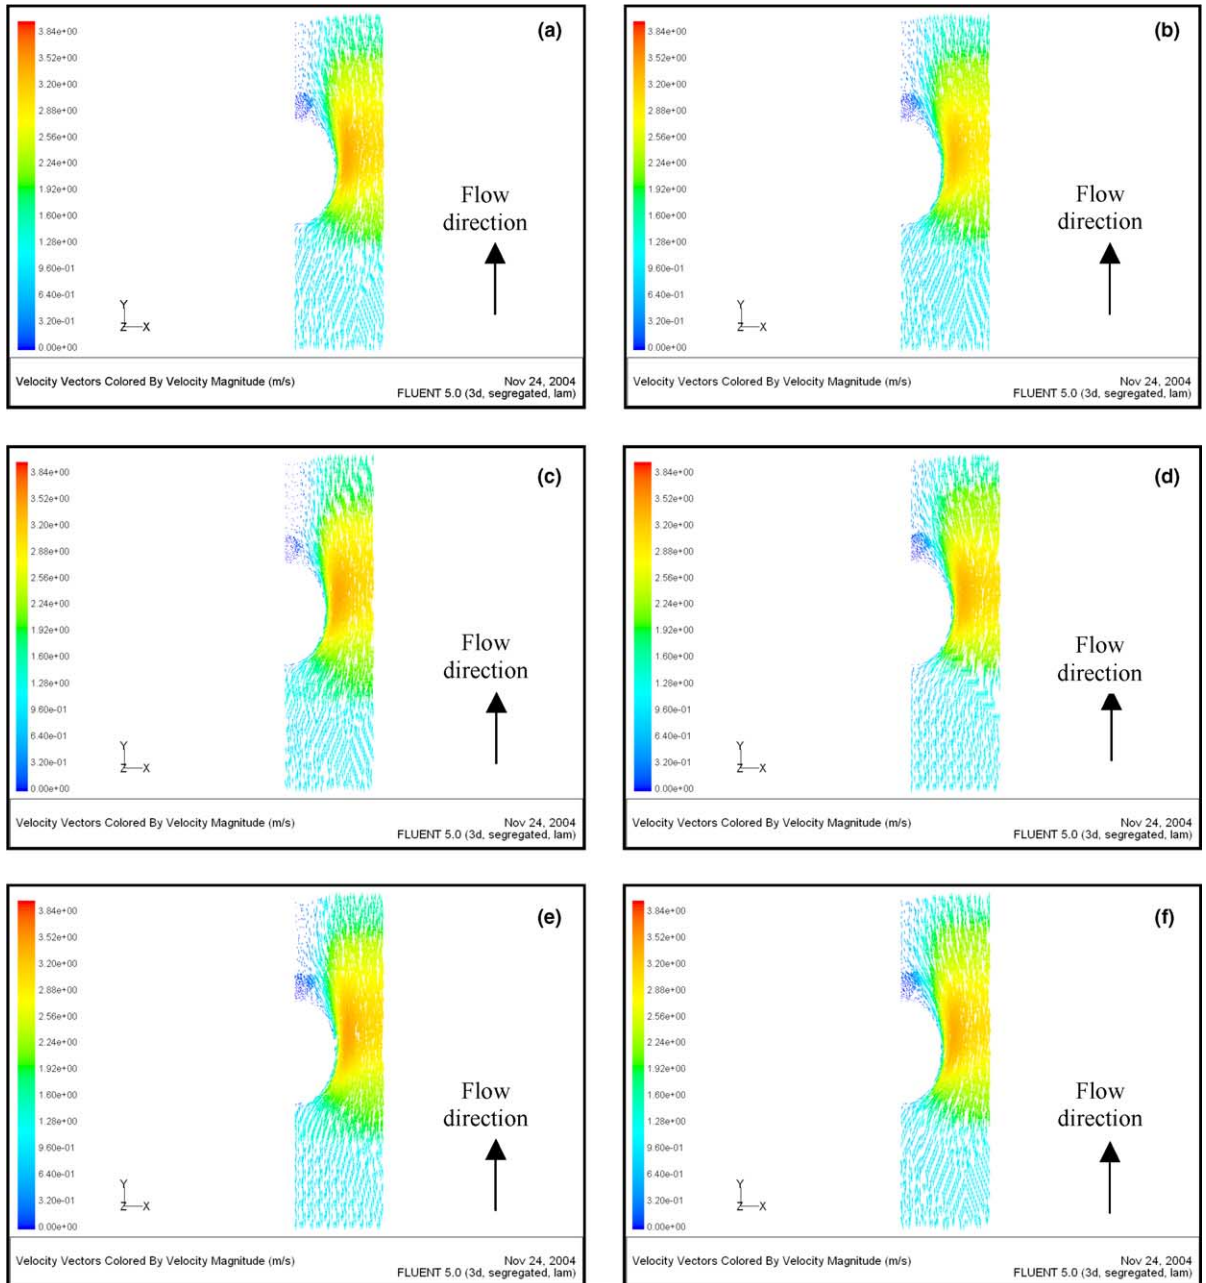 (a)
3.84e+00
3.52e+00
3.20e+00
2.88e+00
2.56e+00
2.24e+00
1.92e+00
1.60e+00
1.28e+00
9.60e-01
6.40e-01
3.20e-01
0.00e+00
Flow
direction
Y
Z X
Velocity Vectors Colored By Velocity Magnitude (m/s)
Nov 24, 2004
FLUENT 5.0 (3d, segregated, lam)
(b)
3.84e+00
3.52e+00
3.20e+00
2.88e+00
2.56e+00
2.24e+00
1.92e+00
1.60e+00
1.28e+00
9.60e-01
6.40e-01
3.20e-01
0.00e+00
Flow
direction
Y
Z X
Velocity Vectors Colored By Velocity Magnitude (m/s)
Nov 24, 2004
FLUENT 5.0 (3d, segregated, lam)
(c)
3.84e+00
3.52e+00
3.20e+00
2.88e+00
2.56e+00
2.24e+00
1.92e+00
1.60e+00
1.28e+00
9.60e-01
6.40e-01
3.20e-01
0.00e+00
Flow
direction
Y
Z X
Velocity Vectors Colored By Velocity Magnitude (m/s)
Nov 24, 2004
FLUENT 5.0 (3d, segregated, lam)
(d)
3.84e+00
3.52e+00
3.20e+00
2.88e+00
2.56e+00
2.24e+00
1.92e+00
1.60e+00
1.28e+00
9.60e-01
6.40e-01
3.20e-01
0.00e+00
Flow
direction
Y
Z X
Velocity Vectors Colored By Velocity Magnitude (m/s)
Nov 24, 2004
FLUENT 5.0 (3d, segregated, lam)
(e)
3.84e+00
3.52e+00
3.20e+00
2.88e+00
2.56e+00
2.24e+00
1.92e+00
1.60e+00
1.28e+00
9.60e-01
6.40e-01
3.20e-01
0.00e+00
Flow
direction
Y
Z X
Velocity Vectors Colored By Velocity Magnitude (m/s)
Nov 24, 2004
FLUENT 5.0 (3d, segregated, lam)
(f)
3.84e+00
3.52e+00
3.20e+00
2.88e+00
2.56e+00
2.24e+00
1.92e+00
1.60e+00
1.28e+00
9.60e-01
6.40e-01
3.20e-01
0.00e+00
Flow
direction
Y
Z X
Velocity Vectors Colored By Velocity Magnitude (m/s)
Nov 24, 2004
FLUENT 5.0 (3d, segregated, lam)